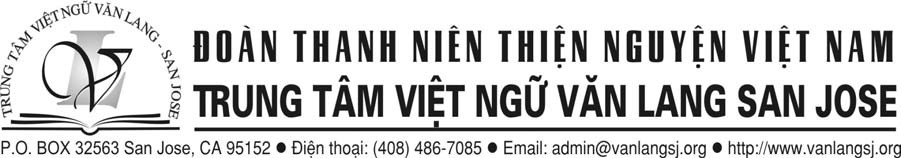 TRUNG TÂM VIỆT NGỮ VĂN LANG - SAN JOSE
VL
ĐOÀN THANH NIÊN THIỆN NGUYỆN VIỆT NAM
TRUNG TÂM VIỆT NGỮ VĂN LANG SAN JOSE
P.O. BOX 32563 San Jose, CA 95152 ● Điện thoại: (408) 486-7085 ● Email: admin@vanlangsj.org ● http://www.vanlangsj.org